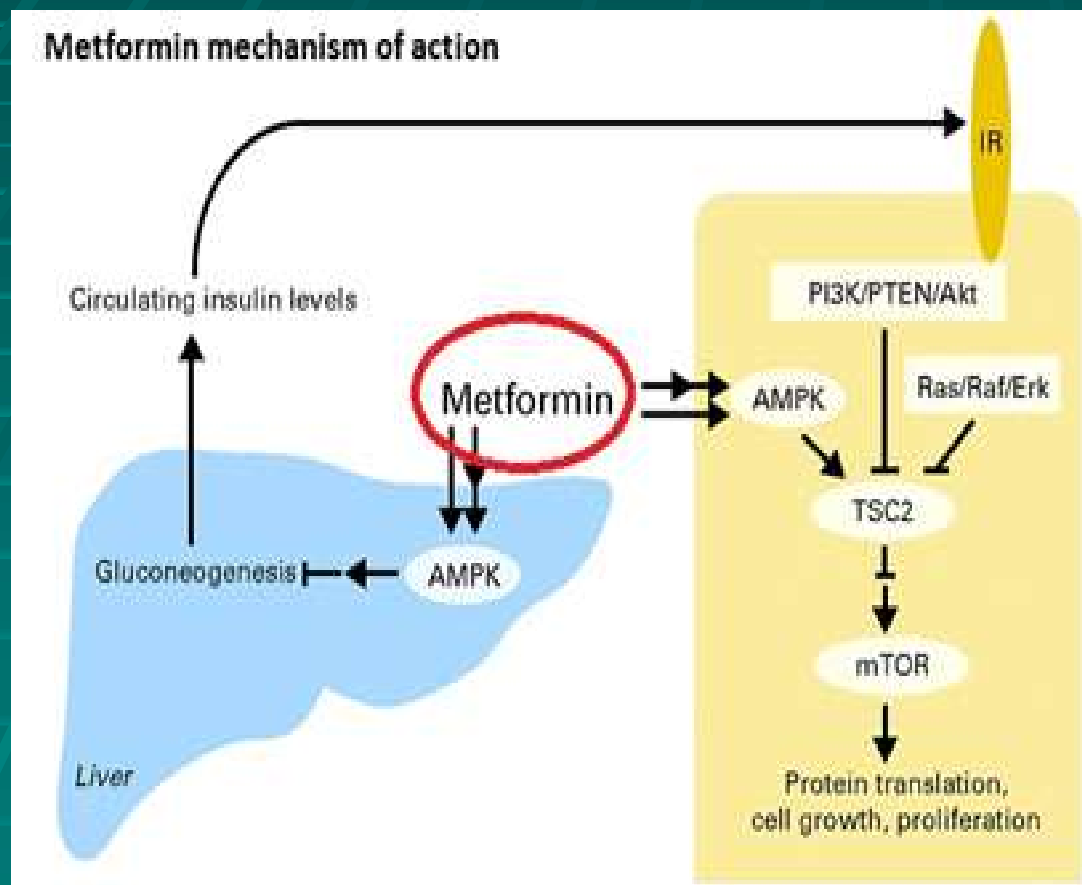 Metformin mechanism of action
IR
Circulating insulin levels
PI3K/PTEN/Akt
Metformin
AMPK
Ras/Raf/Erk
TSC2
Gluconeogenesis
AMPK
mTOR
Liver
Protein translation,
cell growth, proliferation